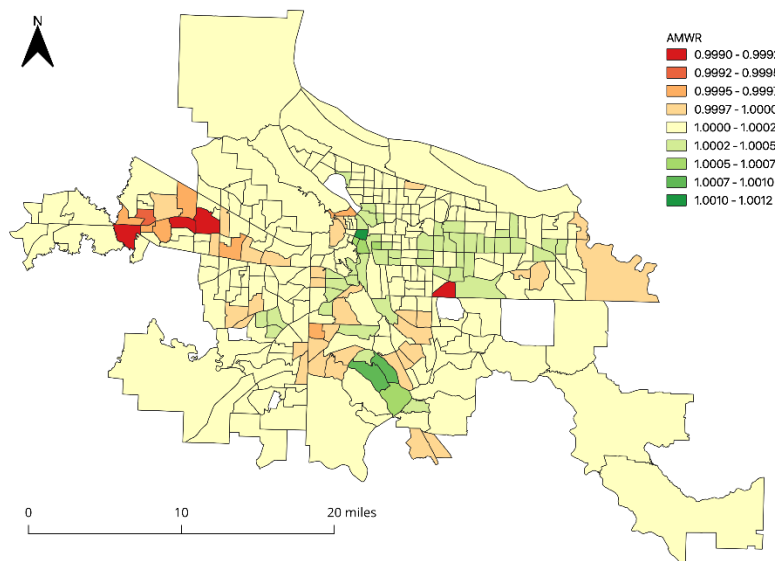 N
AMWR
0.9990 - 0.9992
0.9992 - 0.9995
0.9995 - 0.9997
0.9997 - 1.0000
1.0000 - 1.0002
1.0002 - 1.0005
1.0005 - 1.0007
1.0007 - 1.0010
1.0010 - 1.0012
0 10 20 miles